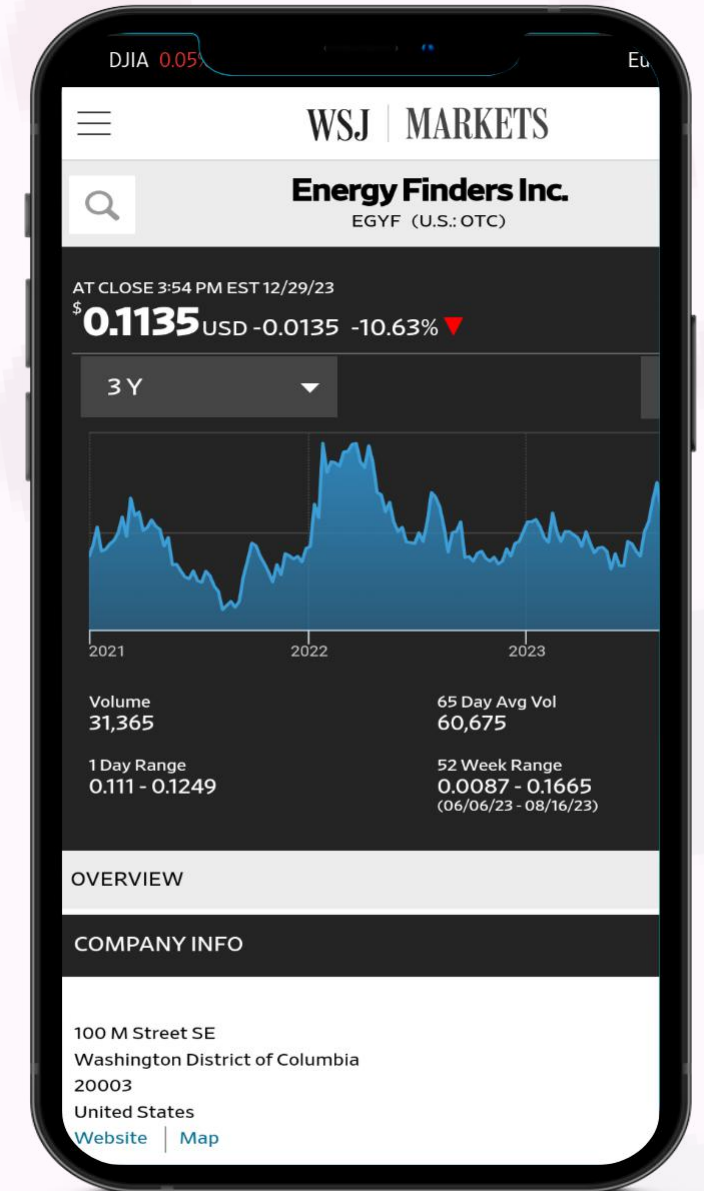 DJIA 0.05
WSJ | MARKETS
Energy Finders Inc.
EGYF (U.S.: OTC)
AT CLOSE 3:54 PM EST 12/29/23
$0.1135 USD -0.0135 -10.63%
3 Y
2021 2022 2023
Volume 65 Day Avg Vol
31,365 60,675
1 Day Range 52 Week Range
0.111 - 0.1249 0.0087 - 0.1665
(06/06/23 - 08/16/23)
OVERVIEW
COMPANY INFO
100 M Street SE
Washington District of Columbia
20003
United States
Website | Map